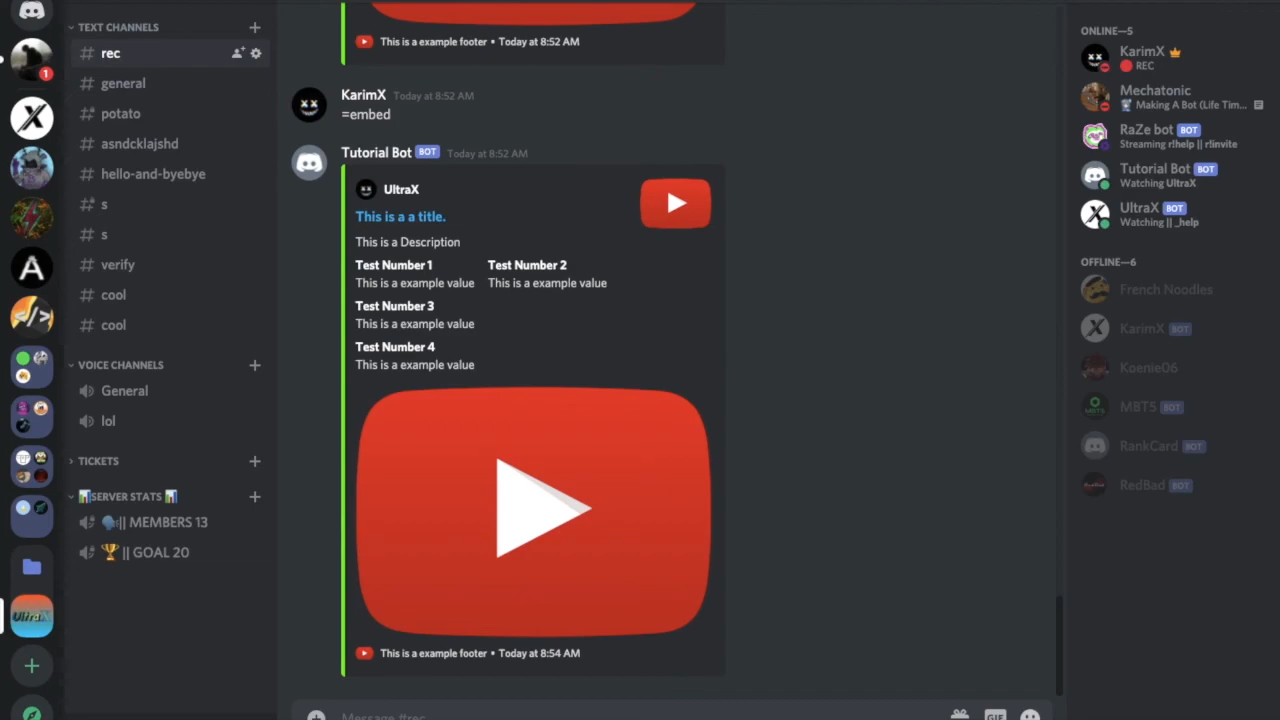 TEXT CHANNELS
rec
general
potato
asndcklajshd
hello-and-byebye
s
s
verify
cool
cool
VOICE CHANNELS
General
lol
TICKETS
📊SERVER STATS 📊
🗣️|| MEMBERS 13
🏆 || GOAL 20
1
A
</>
UltraX
This is a example footer • Today at 8:52 AM
KarimX Today at 8:52 AM
=embed
Tutorial Bot BOT Today at 8:52 AM
UltraX
This is a a title.
This is a Description
Test Number 1 Test Number 2
This is a example value This is a example value
Test Number 3
This is a example value
Test Number 4
This is a example value
This is a example footer • Today at 8:54 AM
Message #rec
GIF
ONLINE—5
KarimX
🔴 REC
Mechatonic
Making A Bot (Life Tim...
RaZe bot BOT
Streaming r!help || r!invite
Tutorial Bot BOT
Watching UltraX
UltraX BOT
Watching || _help
OFFLINE—6
French Noodles
KarimX BOT
Koenie06
MBT5 BOT
RankCard BOT
RedBad BOT